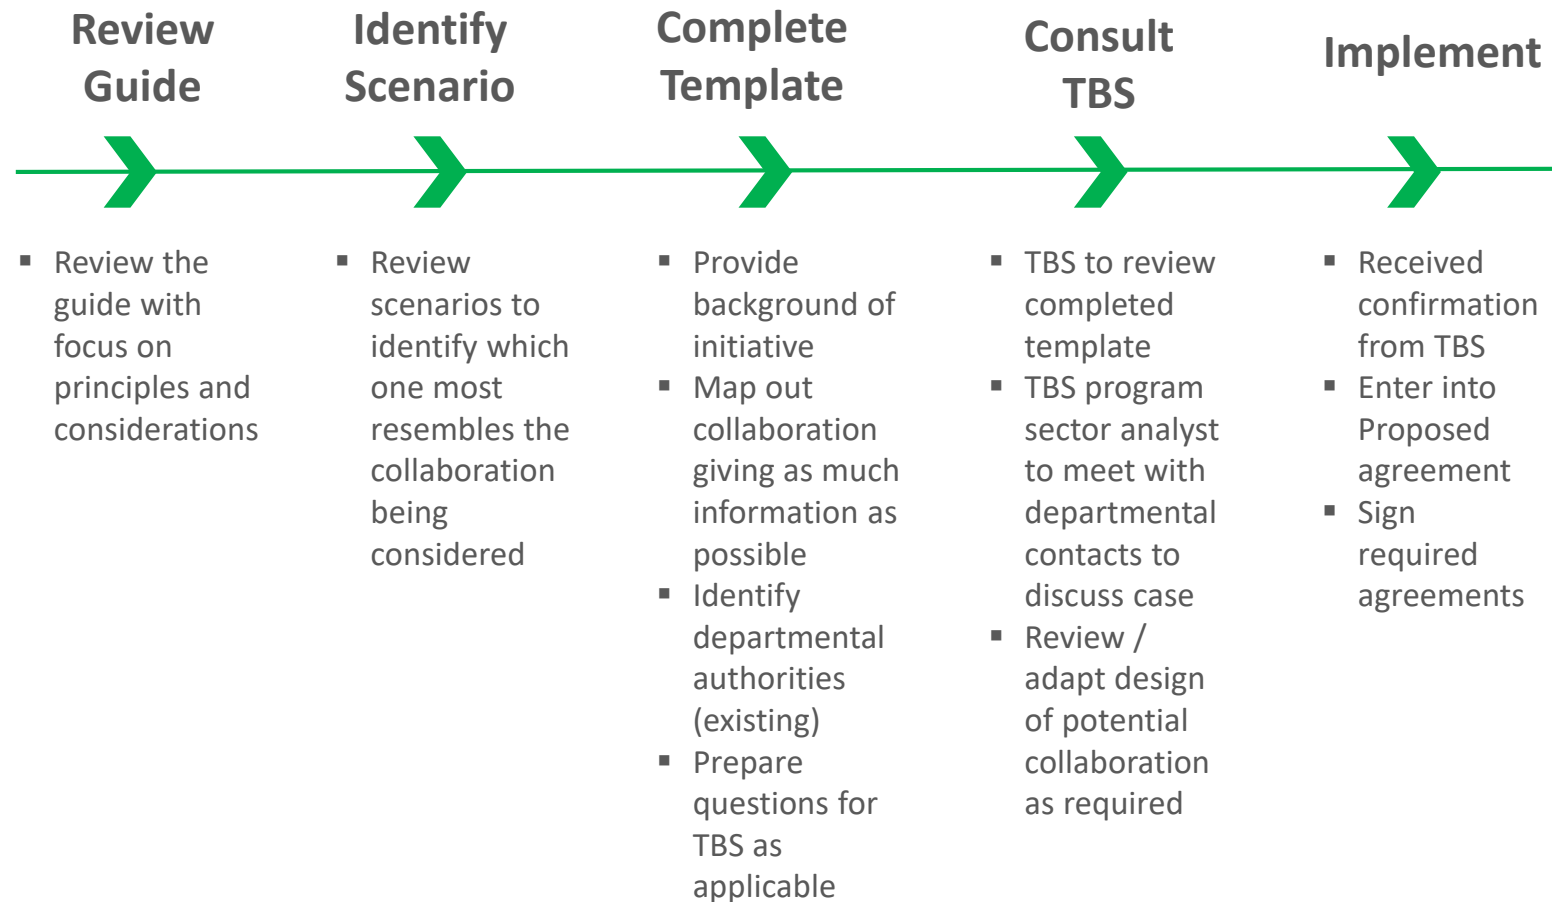 Review
Guide
Identify
Scenario
Complete
Template
Consult
TBS
Implement
▪ Review the
guide with
focus on
principles and
considerations
▪ Review
scenarios to
identify which
one most
resembles the
collaboration
being
considered
▪ Provide
background of
initiative
▪ Map out
collaboration
giving as much
information as
possible
▪ Identify
departmental
authorities
(existing)
▪ Prepare
questions for
TBS as
applicable
▪ TBS to review
completed
template
▪ TBS program
sector analyst
to meet with
departmental
contacts to
discuss case
▪ Review /
adapt design
of potential
collaboration
as required
▪ Received
confirmation
from TBS
▪ Enter into
Proposed
agreement
▪ Sign
required
agreements